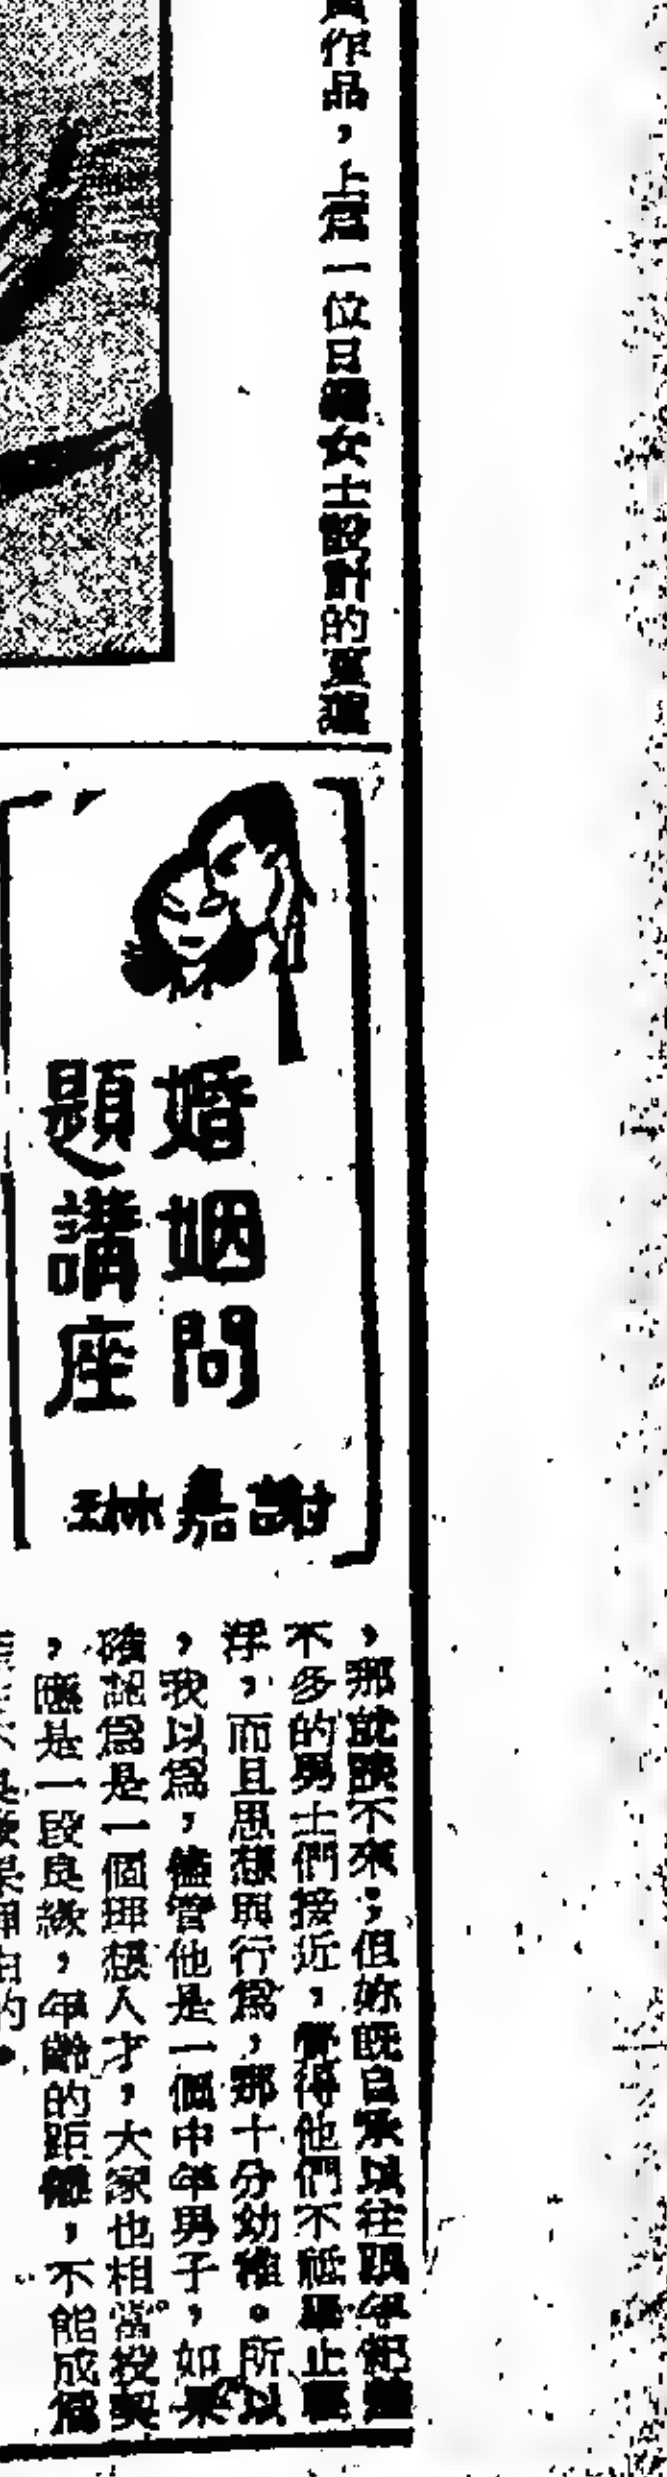 作品，上為一位日籍女士設計的
婚姻問
題講座
謝嘉琳
，那就談不來，但妳既自承以往跟年紀差
不多的男士們接近，覺得他們不祗舉止輕
浮，而且思想與行為，都十分幼稚。所以
，我以為，儘管他是一個中年男子，如果
確認為是一個理想人才，大家也相當投契
，應是一段良緣，年齡的距離，不能成為
理由的。